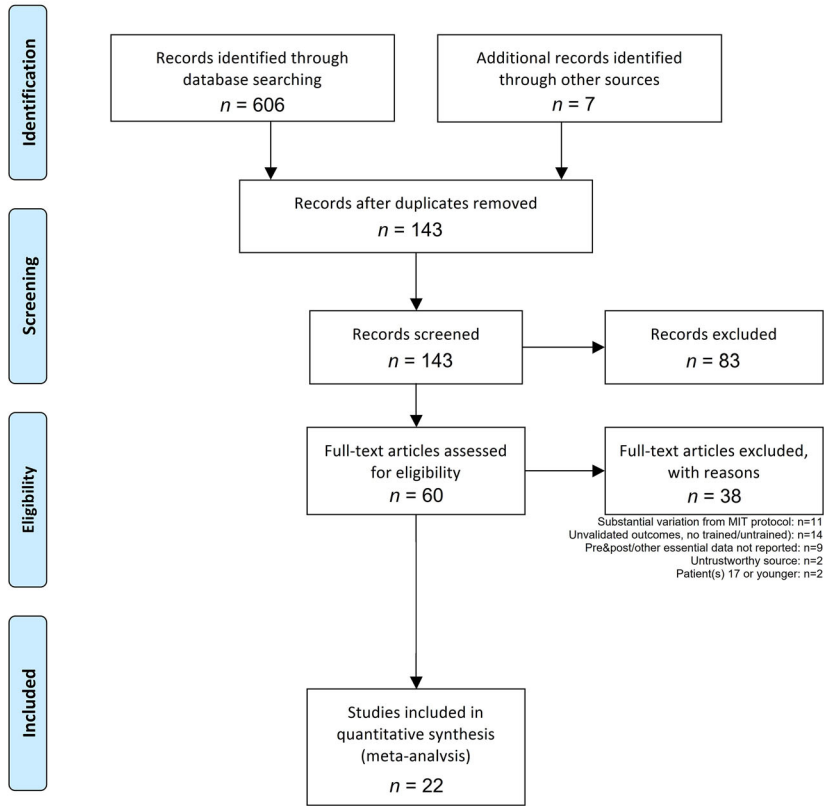 Identification
Records identified through
database searching
n = 606
Additional records identified
through other sources
n = 7
Records after duplicates removed
n = 143
Screening
Records screened
n = 143
Records excluded
n = 83
Eligibility
Full-text articles assessed
for eligibility
n = 60
Full-text articles excluded,
with reasons
n = 38
Substantial variation from MIT protocol: n=11
Unvalidated outcomes, no trained/untrained): n=14
Pre&post/other essential data not reported: n=9
Untrustworthy source: n=2
Patient(s) 17 or younger: n=2
Included
Studies included in
quantitative synthesis
(meta-analysis)
n = 22